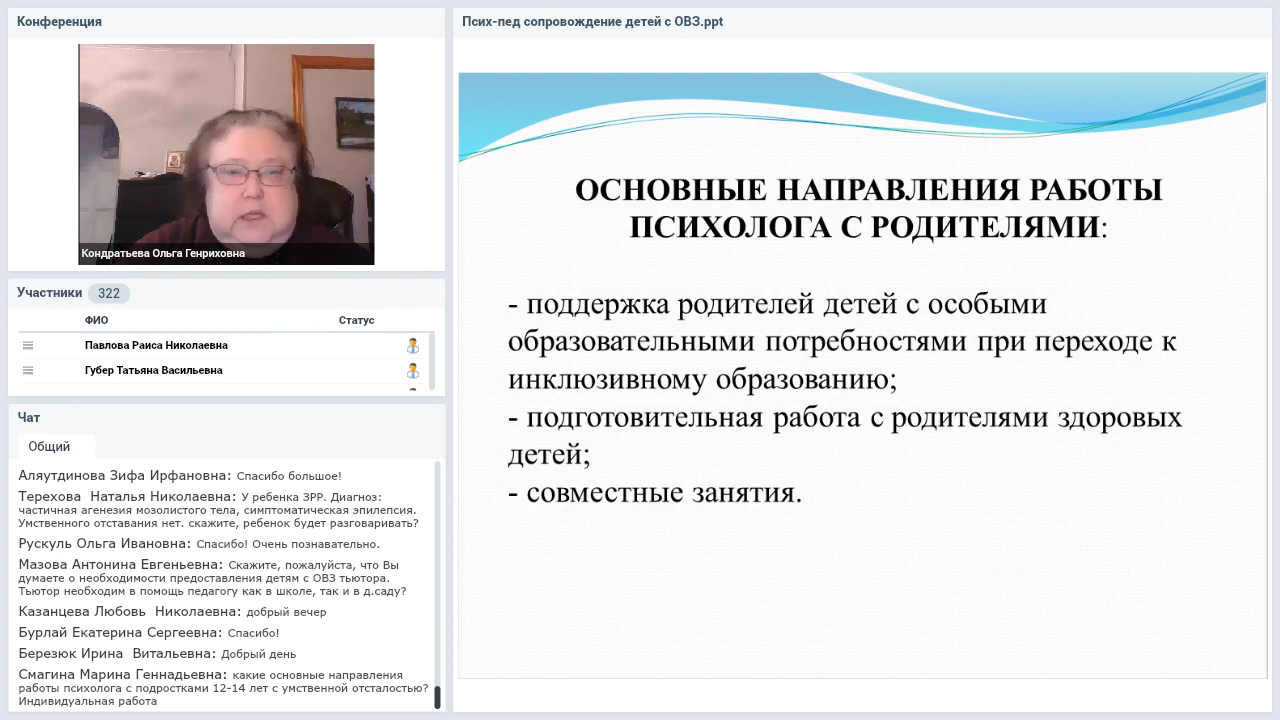 Конференция
Кондратьева Ольга Генриховна
Участники 322
ФИО Статус
Павлова Раиса Николаевна
Губер Татьяна Васильевна
Чат
Общий
Аляутдинова Зифа Ирфановна: Спасибо большое!
Терехова Наталья Николаевна: У ребенка ЗРР. Диагноз:
частичная агенезия мозолистого тела, симптоматическая эпилепсия.
Умственного отставания нет. скажите, ребенок будет разговаривать?
Рускуль Ольга Ивановна: Спасибо! Очень познавательно.
Мазова Антонина Евгеньевна: Скажите, пожалуйста, что Вы
думаете о необходимости предоставления детям с ОВЗ тьютора.
Тьютор необходим в помощь педагогу как в школе, так и в д.саду?
Казанцева Любовь Николаевна: добрый вечер
Бурлай Екатерина Сергеевна: Спасибо!
Березюк Ирина Витальевна: Добрый день
Смагина Марина Геннадьевна: какие основные направления
работы психолога с подростками 12-14 лет с умственной отсталостью?
Индивидуальная работа
Псих-пед сопровождение детей с ОВЗ.ppt
ОСНОВНЫЕ НАПРАВЛЕНИЯ РАБОТЫ
ПСИХОЛОГА С РОДИТЕЛЯМИ:
- поддержка родителей детей с особыми
образовательными потребностями при переходе к
инклюзивному образованию;
- подготовительная работа с родителями здоровых
детей;
- совместные занятия.